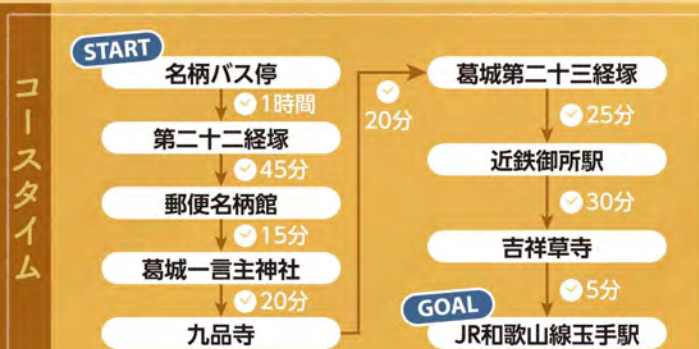 コースタイム
START
名柄バス停
1時間
第二十二経塚
45分
郵便名柄館
15分
葛城一言主神社
20分
九品寺
20分
葛城第二十三経塚
25分
近鉄御所駅
30分
吉祥草寺
5分
GOAL
JR和歌山線玉手駅